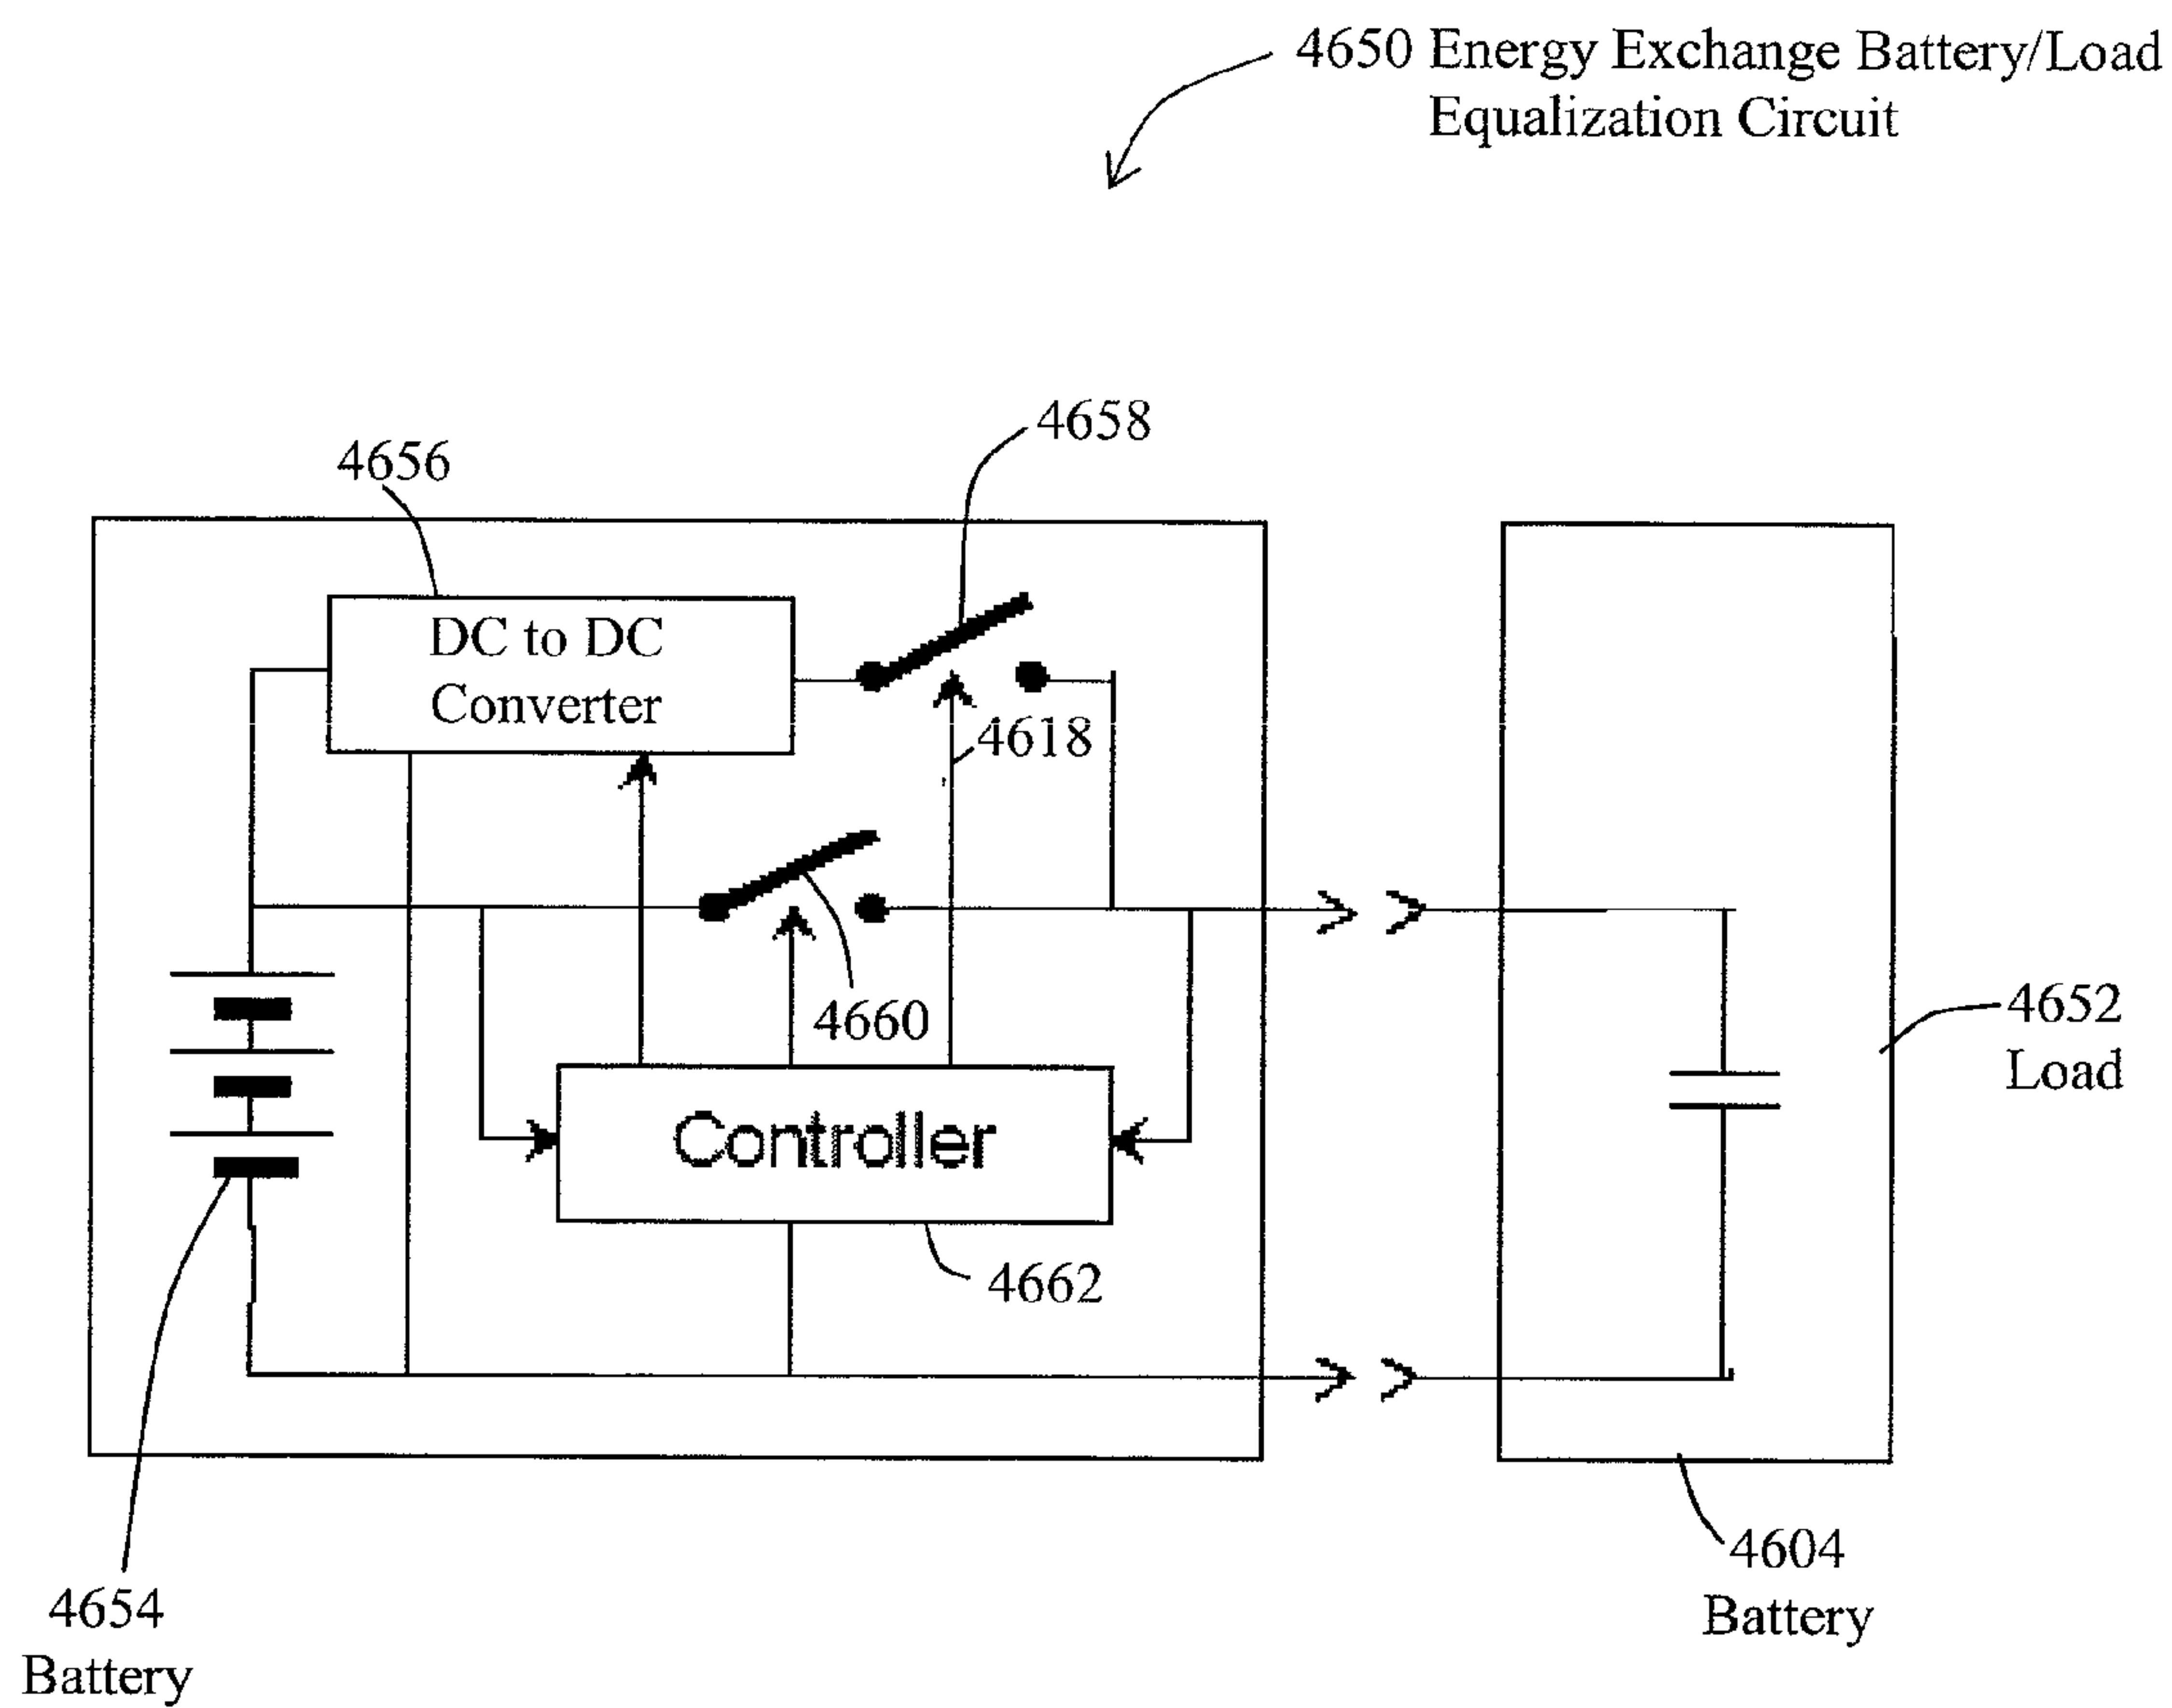 4650 Energy Exchange Battery/Load
Equalization Circuit
4658
4656
DC to DC
Converter
4618
4660
4652
Load
Controller
4662
4604
Battery
4654
Battery